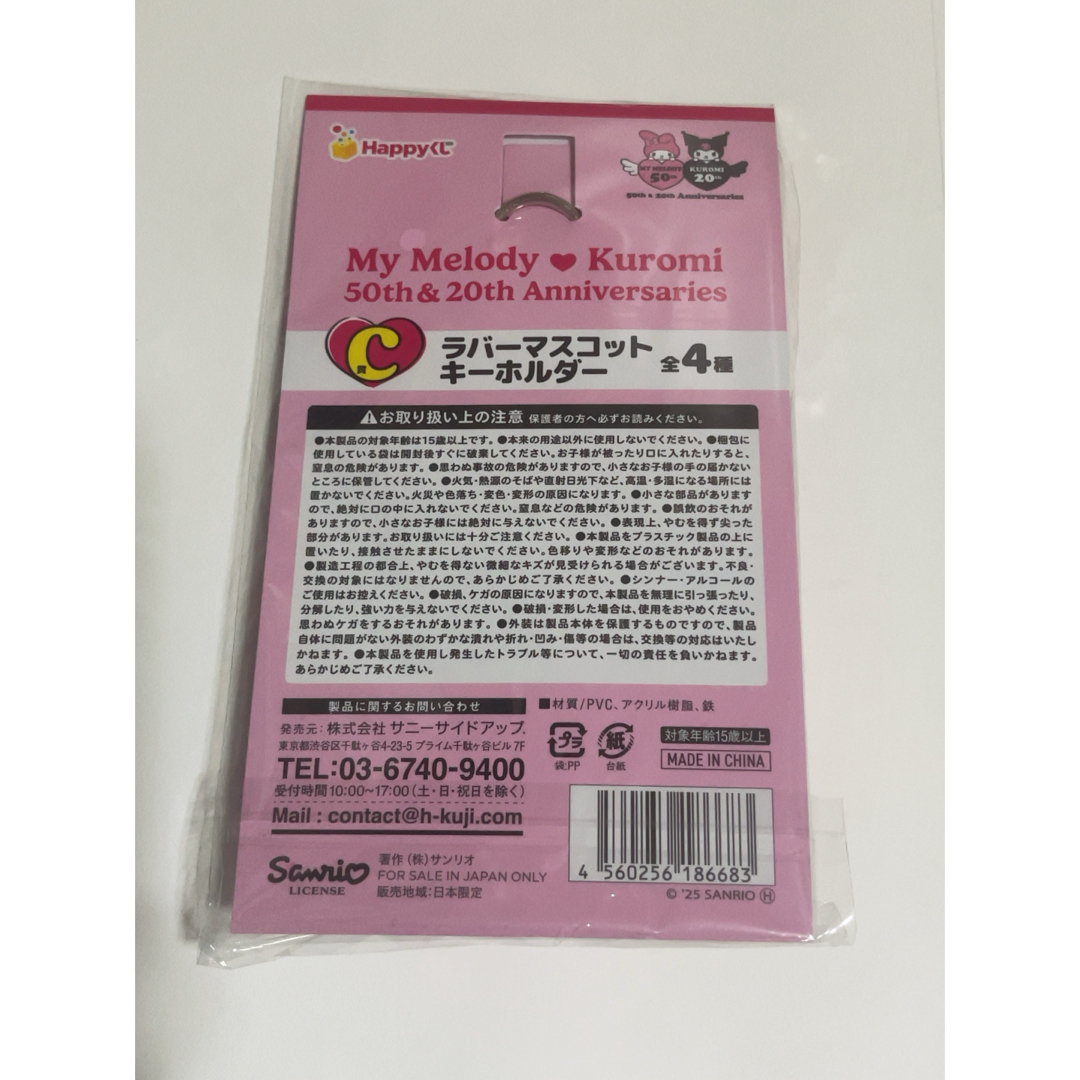 Happyくじ
MY MELODY 50th KUROMI 20th
50th & 20th Anniversaries
My Melody ♥ Kuromi
50th & 20th Anniversaries
C賞
ラバーマスコット
キーホルダー 全4種
⚠お取り扱い上の注意 保護者の方へ必ずお読みください。
●本製品の対象年齢は15歳以上です。●本来の用途以外に使用しないでください。●梱包に
使用している袋は開封後すぐに破棄してください。お子様が被ったり口に入れたりすると、
窒息の危険があります。●思わぬ事故の危険がありますので、小さなお子様の手の届かない
ところに保管してください。●火気・熱源のそばや直射日光下など、高温・多湿になる場所には
置かないでください。火災や色落ち・変色・変形の原因になります。●小さな部品があります
ので、絶対に口の中に入れないでください。窒息などの危険があります。●誤飲のおそれが
ありますので、小さなお子様には絶対に与えないでください。●表現上、やむを得ず尖った
部分があります。お取り扱いには十分ご注意ください。●本製品をプラスチック製品の上に
置いたり、接触させたままにしないでください。色移りや変形などのおそれがあります。
●製造工程の都合上、やむを得ない微細なキズが見受けられる場合がございます。不良・
交換の対象にはなりませんので、あらかじめご了承ください。●シンナー・アルコールの
ご使用はお控えください。●破損、ケガの原因になりますので、本製品を無理に引っ張ったり、
分解したり、強い力を与えないでください。●破損・変形した場合は、使用をおやめください。
思わぬケガをするおそれがあります。●外装は製品本体を保護するものですので、製品
自体に問題がない外装のわずかな潰れや折れ・凹み・傷等の場合は、交換等の対応はいたし
かねます。●本製品を使用し発生したトラブル等について、一切の責任を負いかねます。
あらかじめご了承ください。
製品に関するお問い合わせ
発売元:株式会社 サニーサイドアップ
東京都渋谷区千駄ヶ谷4-23-5 プライム千駄ヶ谷ビル 7F
TEL:03-6740-9400
受付時間 10:00～17:00(土・日・祝日を除く)
Mail : contact@h-kuji.com
■材質/PVC、アクリル樹脂、鉄
プラ 紙
袋:PP 台紙
対象年齢15歳以上
MADE IN CHINA
Sanrio
LICENSE
著作(株)サンリオ
FOR SALE IN JAPAN ONLY
販売地域:日本限定
4 560256 186683
© '25 SANRIO Ⓗ